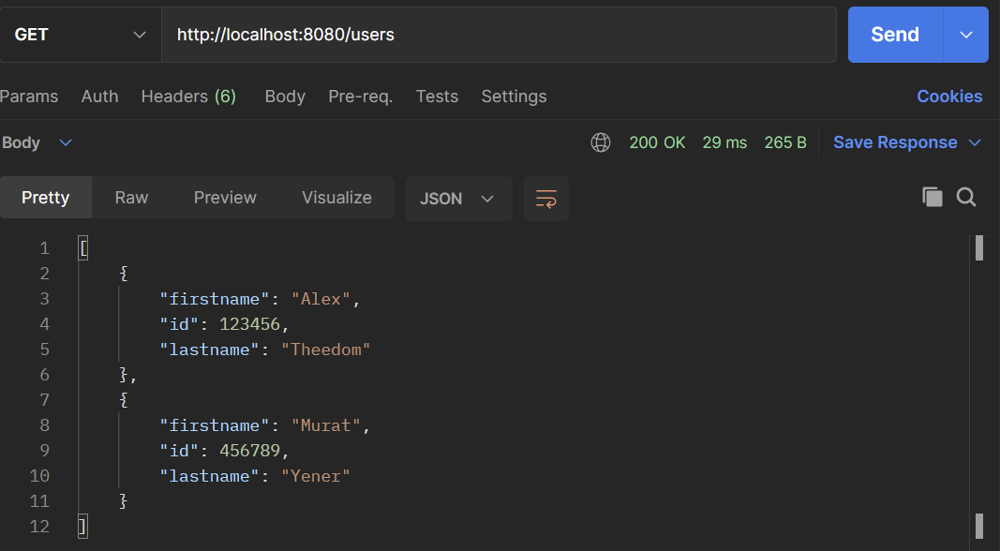 GET http://localhost:8080/users Send
Params Auth Headers (6) Body Pre-req. Tests Settings Cookies
Body 200 OK 29 ms 265 B Save Response
Pretty Raw Preview Visualize JSON
1 [
2 {
3 "firstname": "Alex",
4 "id": 123456,
5 "lastname": "Theedom"
6 },
7 {
8 "firstname": "Murat",
9 "id": 456789,
10 "lastname": "Yener"
11 }
12 ]